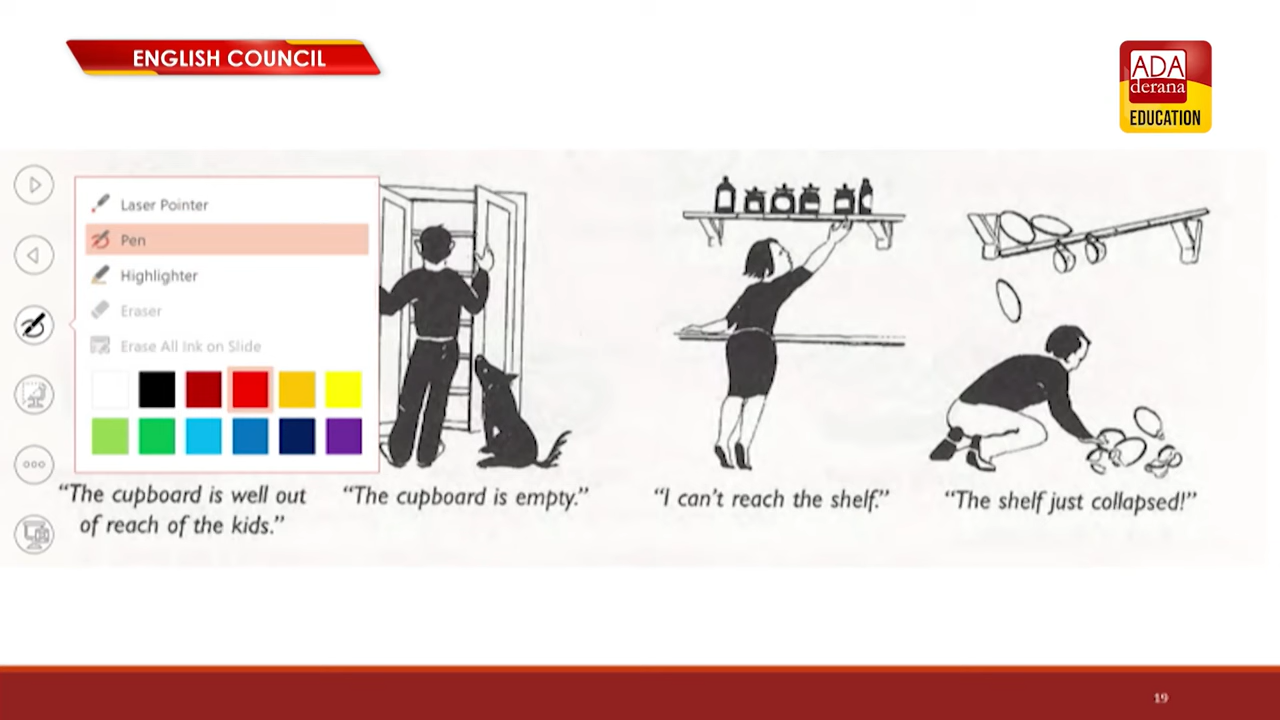 ENGLISH COUNCIL
ADA
derana
EDUCATION
Laser Pointer
Pen
Highlighter
Eraser
Erase All Ink on Slide
“The cupboard is well out
of reach of the kids.”
“The cupboard is empty.”
“I can’t reach the shelf.”
“The shelf just collapsed!”
19